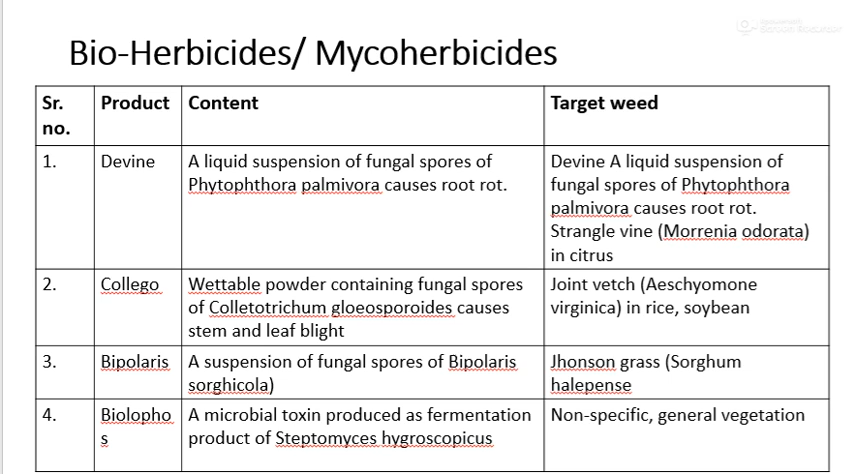 Bio-Herbicides/ Mycoherbicides
Sr. no. Product Content Target weed
1. Devine A liquid suspension of fungal spores of
Phytophthora palmivora causes root rot.
Devine A liquid suspension of
fungal spores of Phytophthora
palmivora causes root rot.
Strangle vine (Morrenia odorata)
in citrus
2. Collego Wettable powder containing fungal spores
of Colletotrichum gloeosporoides causes
stem and leaf blight
Joint vetch (Aeschyomone
virginica) in rice, soybean
3. Bipolaris A suspension of fungal spores of Bipolaris
sorghicola)
Jhonson grass (Sorghum
halepense
4. Biolophos A microbial toxin produced as fermentation
product of Steptomyces hygroscopicus
Non-specific, general vegetation